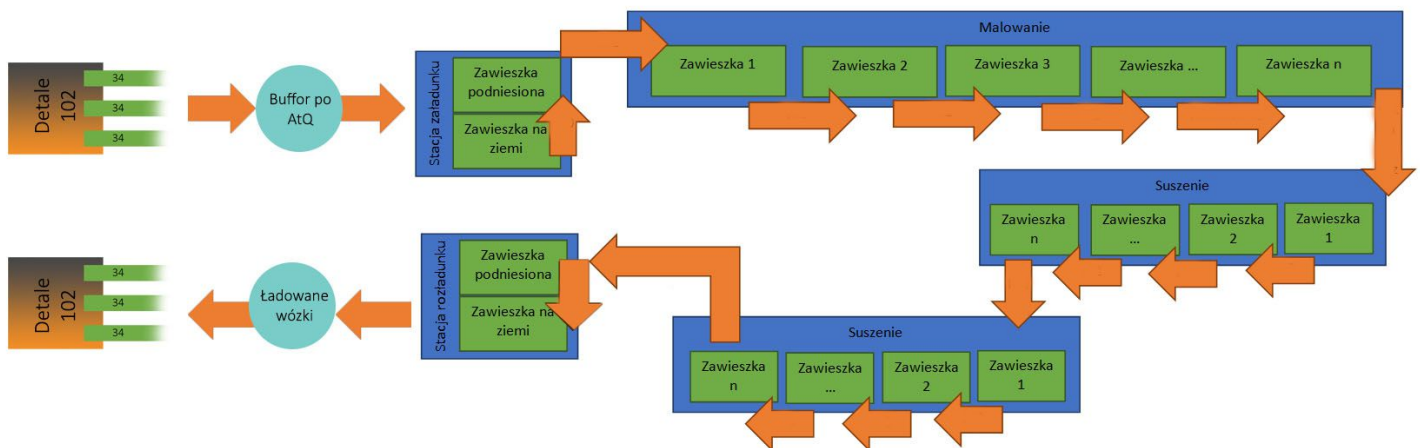 Detale
102
34
34
34
Buffor po
AtQ
Stacja załadunku
Zawieszka
podniesiona
Zawieszka na
ziemi
Malowanie
Zawieszka 1
Zawieszka 2
Zawieszka 3
Zawieszka ...
Zawieszka n
Suszenie
Zawieszka
n
Zawieszka
...
Zawieszka
2
Zawieszka
1
Detale
102
34
34
34
Ładowane
wózki
Stacja rozładunku
Zawieszka
podniesiona
Zawieszka na
ziemi
Suszenie
Zawieszka
n
Zawieszka
...
Zawieszka
2
Zawieszka
1